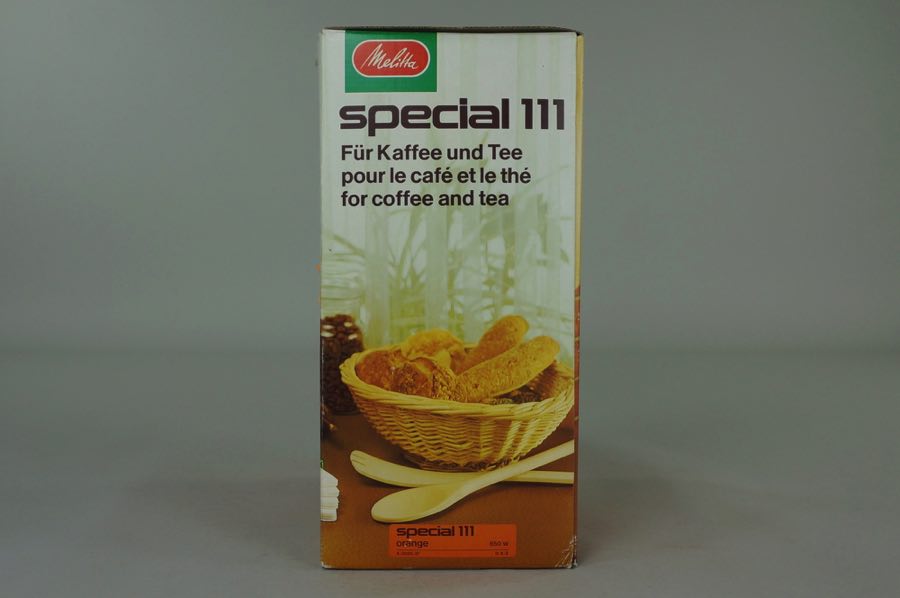 Melitta
special 111
Für Kaffee und Tee
pour le café et le thé
for coffee and tea
special 111
orange 650 W